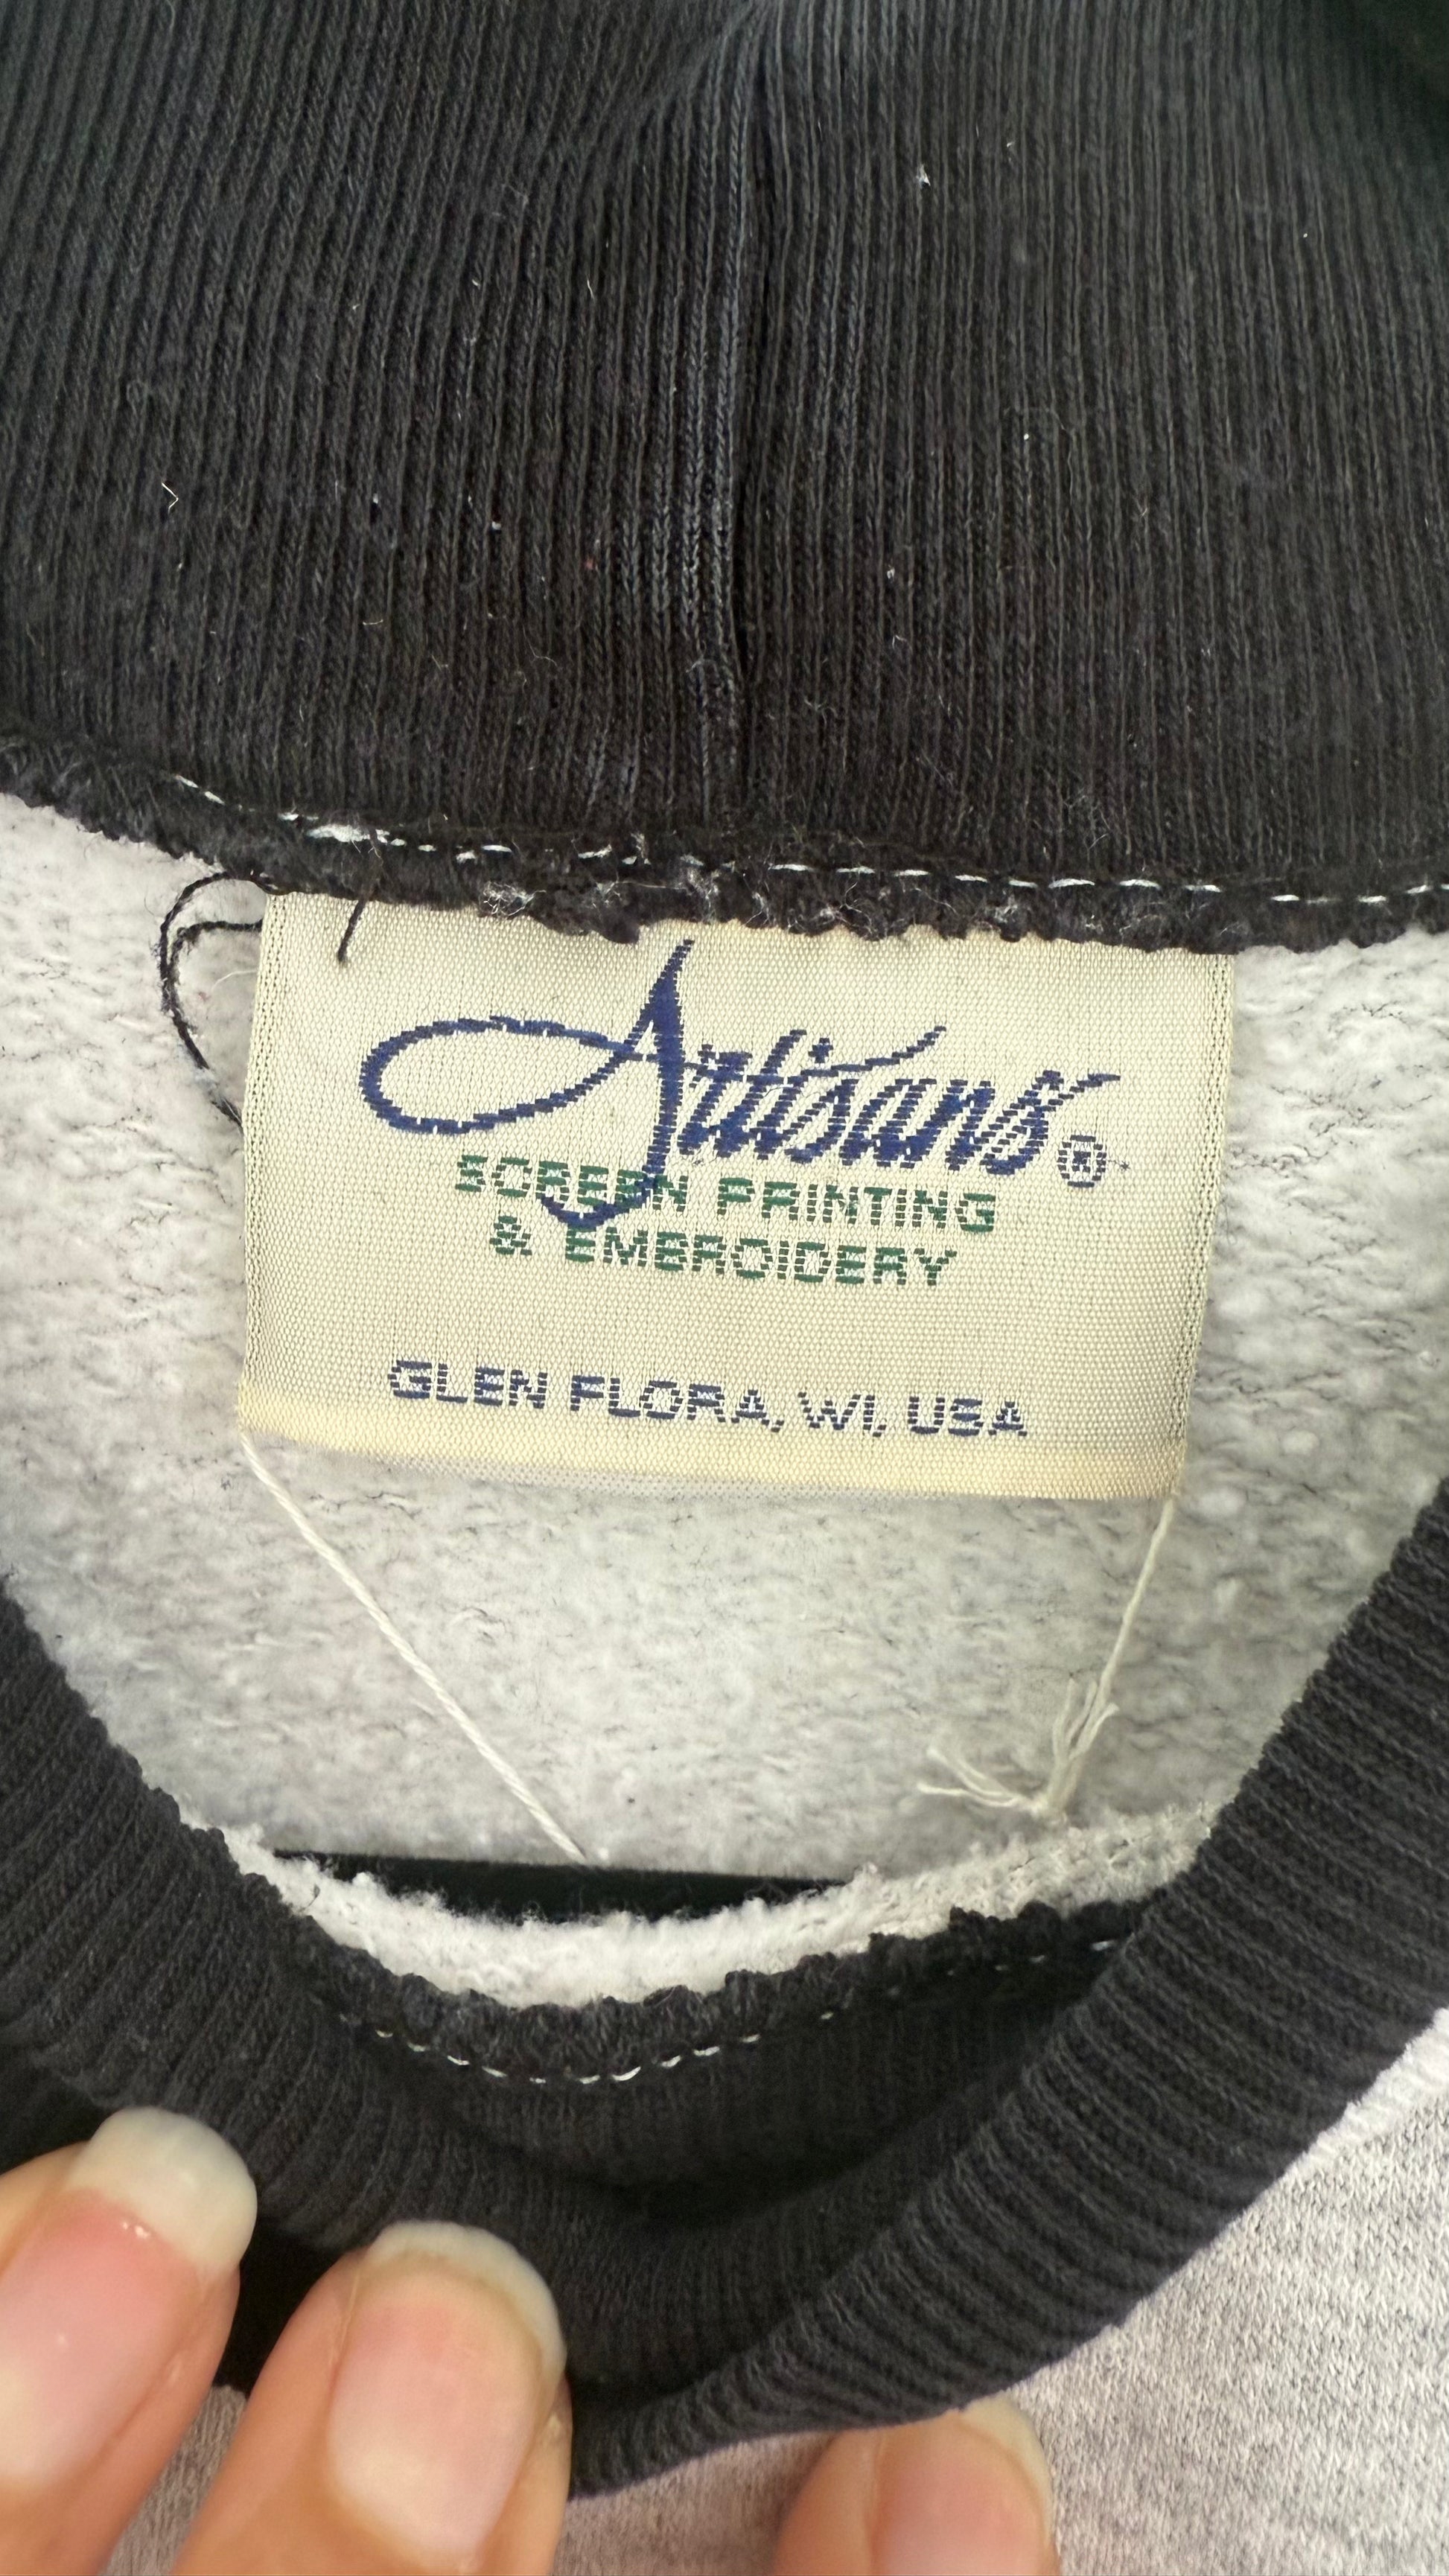 Artisans®
SCREEN PRINTING
& EMBROIDERY
GLEN FLORA, WI, USA